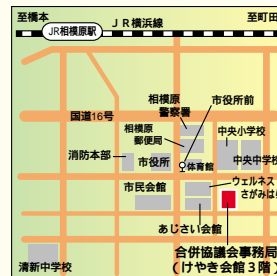 至橋本
至町田
JR横浜線
JR相模原駅
相模原
警察署
市役所前
国道16号
相模原
郵便局
中央小学校
消防本部
市役所
体育館
中央中学校
市民会館
ウェルネス
さがみはら
あじさい会館
合併協議会事務局
(けやき会館3階)
清新中学校